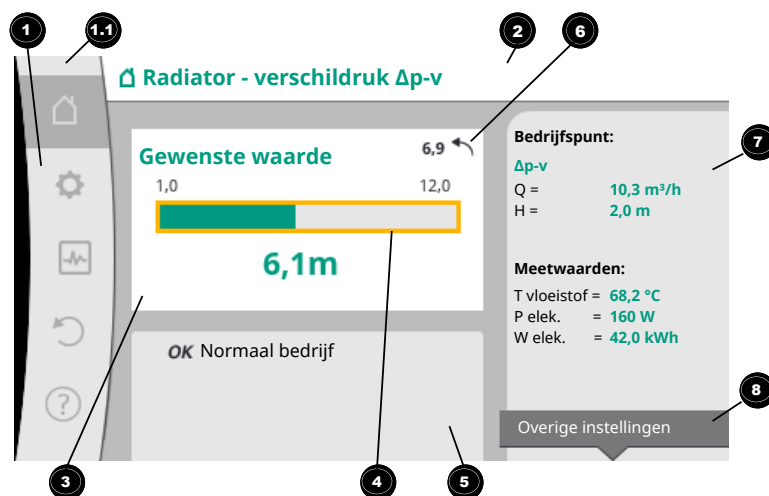 1
1.1
2
6
Radiator - verschildruk Δp-v
Gewenste waarde
6,9
1,0
12,0
6,1m
OK Normaal bedrijf
Bedrijfspunt:
7
Δp-v
Q = 10,3 m³/h
H = 2,0 m
Meetwaarden:
T vloeistof = 68,2 °C
P elek. = 160 W
W elek. = 42,0 kWh
8
Overige instellingen
?
3
4
5